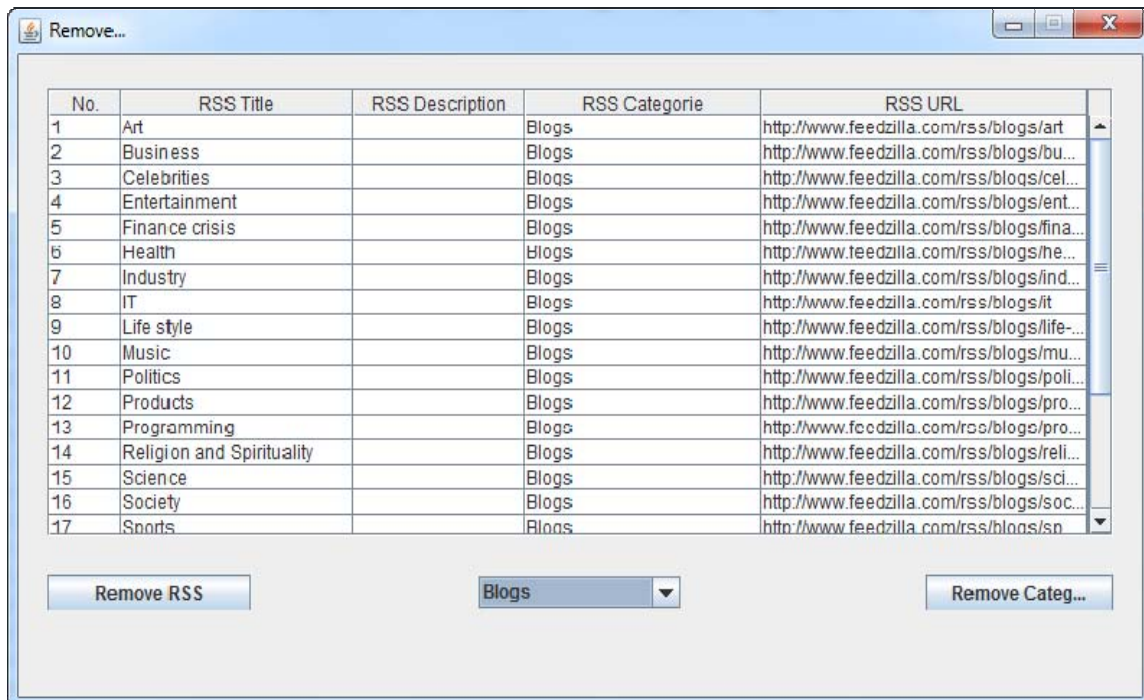 Remove...
No. RSS Title RSS Description RSS Categorie RSS URL
1 Art Blogs http://www.feedzilla.com/rss/blogs/art
2 Business Blogs http://www.feedzilla.com/rss/blogs/bu...
3 Celebrities Blogs http://www.feedzilla.com/rss/blogs/cel...
4 Entertainment Blogs http://www.feedzilla.com/rss/blogs/ent...
5 Finance crisis Blogs http://www.feedzilla.com/rss/blogs/fina...
6 Health Blogs http://www.feedzilla.com/rss/blogs/he...
7 Industry Blogs http://www.feedzilla.com/rss/blogs/ind...
8 IT Blogs http://www.feedzilla.com/rss/blogs/it
9 Life style Blogs http://www.feedzilla.com/rss/blogs/life-...
10 Music Blogs http://www.feedzilla.com/rss/blogs/mu...
11 Politics Blogs http://www.feedzilla.com/rss/blogs/poli...
12 Products Blogs http://www.feedzilla.com/rss/blogs/pro...
13 Programming Blogs http://www.feedzilla.com/rss/blogs/pro...
14 Religion and Spirituality Blogs http://www.feedzilla.com/rss/blogs/reli...
15 Science Blogs http://www.feedzilla.com/rss/blogs/sci...
16 Society Blogs http://www.feedzilla.com/rss/blogs/soc...
17 Sports Blogs http://www.feedzilla.com/rss/blogs/sp...
Remove RSS Blogs Remove Categ...